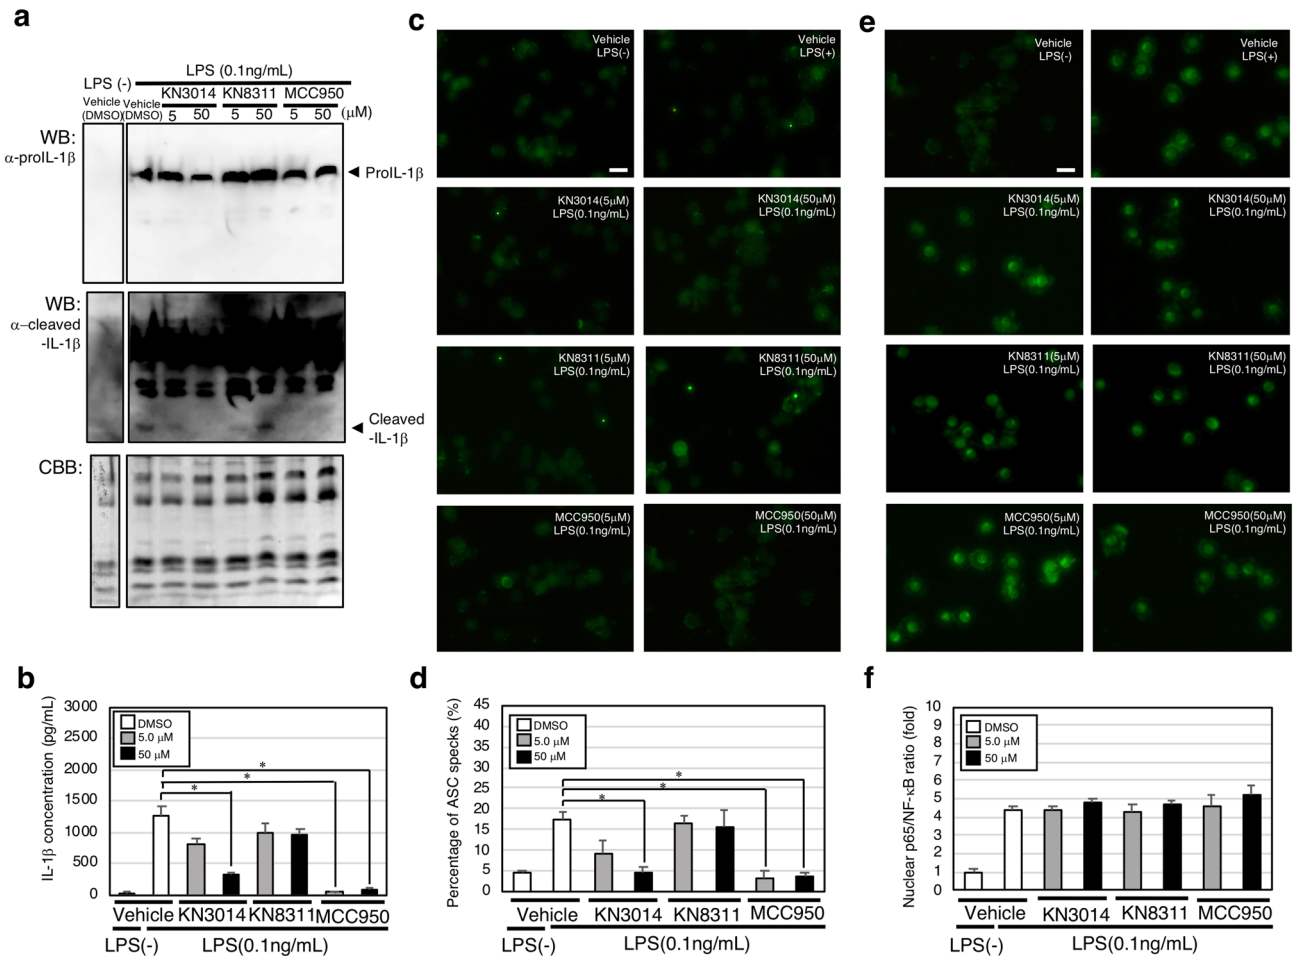 a
LPS (0.1ng/mL)
LPS (-)
KN3014 KN8311 MCC950
Vehicle (DMSO) Vehicle (DMSO) 5 50 5 50 5 50 (μM)
WB:
α-proIL-1β
ProIL-1β
WB:
α–cleaved
-IL-1β
Cleaved
-IL-1β
CBB:
b
IL-1β concentration (pg/mL)
3000
2500
2000
1500
1000
500
0
DMSO
5.0 μM
50 μM
*
*
*
Vehicle KN3014 KN8311 MCC950
LPS(-) LPS(0.1ng/mL)
c
Vehicle
LPS(-)
Vehicle
LPS(+)
KN3014(5μM)
LPS(0.1ng/mL)
KN3014(50μM)
LPS(0.1ng/mL)
KN8311(5μM)
LPS(0.1ng/mL)
KN8311(50μM)
LPS(0.1ng/mL)
MCC950(5μM)
LPS(0.1ng/mL)
MCC950(50μM)
LPS(0.1ng/mL)
d
Percentage of ASC specks (%)
45
40
35
30
25
20
15
10
5
0
DMSO
5.0 μM
50 μM
*
*
*
Vehicle KN3014 KN8311 MCC950
LPS(-) LPS(0.1ng/mL)
e
Vehicle
LPS(-)
Vehicle
LPS(+)
KN3014(5μM)
LPS(0.1ng/mL)
KN3014(50μM)
LPS(0.1ng/mL)
KN8311(5μM)
LPS(0.1ng/mL)
KN8311(50μM)
LPS(0.1ng/mL)
MCC950(5μM)
LPS(0.1ng/mL)
MCC950(50μM)
LPS(0.1ng/mL)
f
Nuclear p65/NF-κB ratio (fold)
10
9
8
7
6
5
4
3
2
1
0
DMSO
5.0 μM
50 μM
Vehicle KN3014 KN8311 MCC950
LPS(-) LPS(0.1ng/mL)